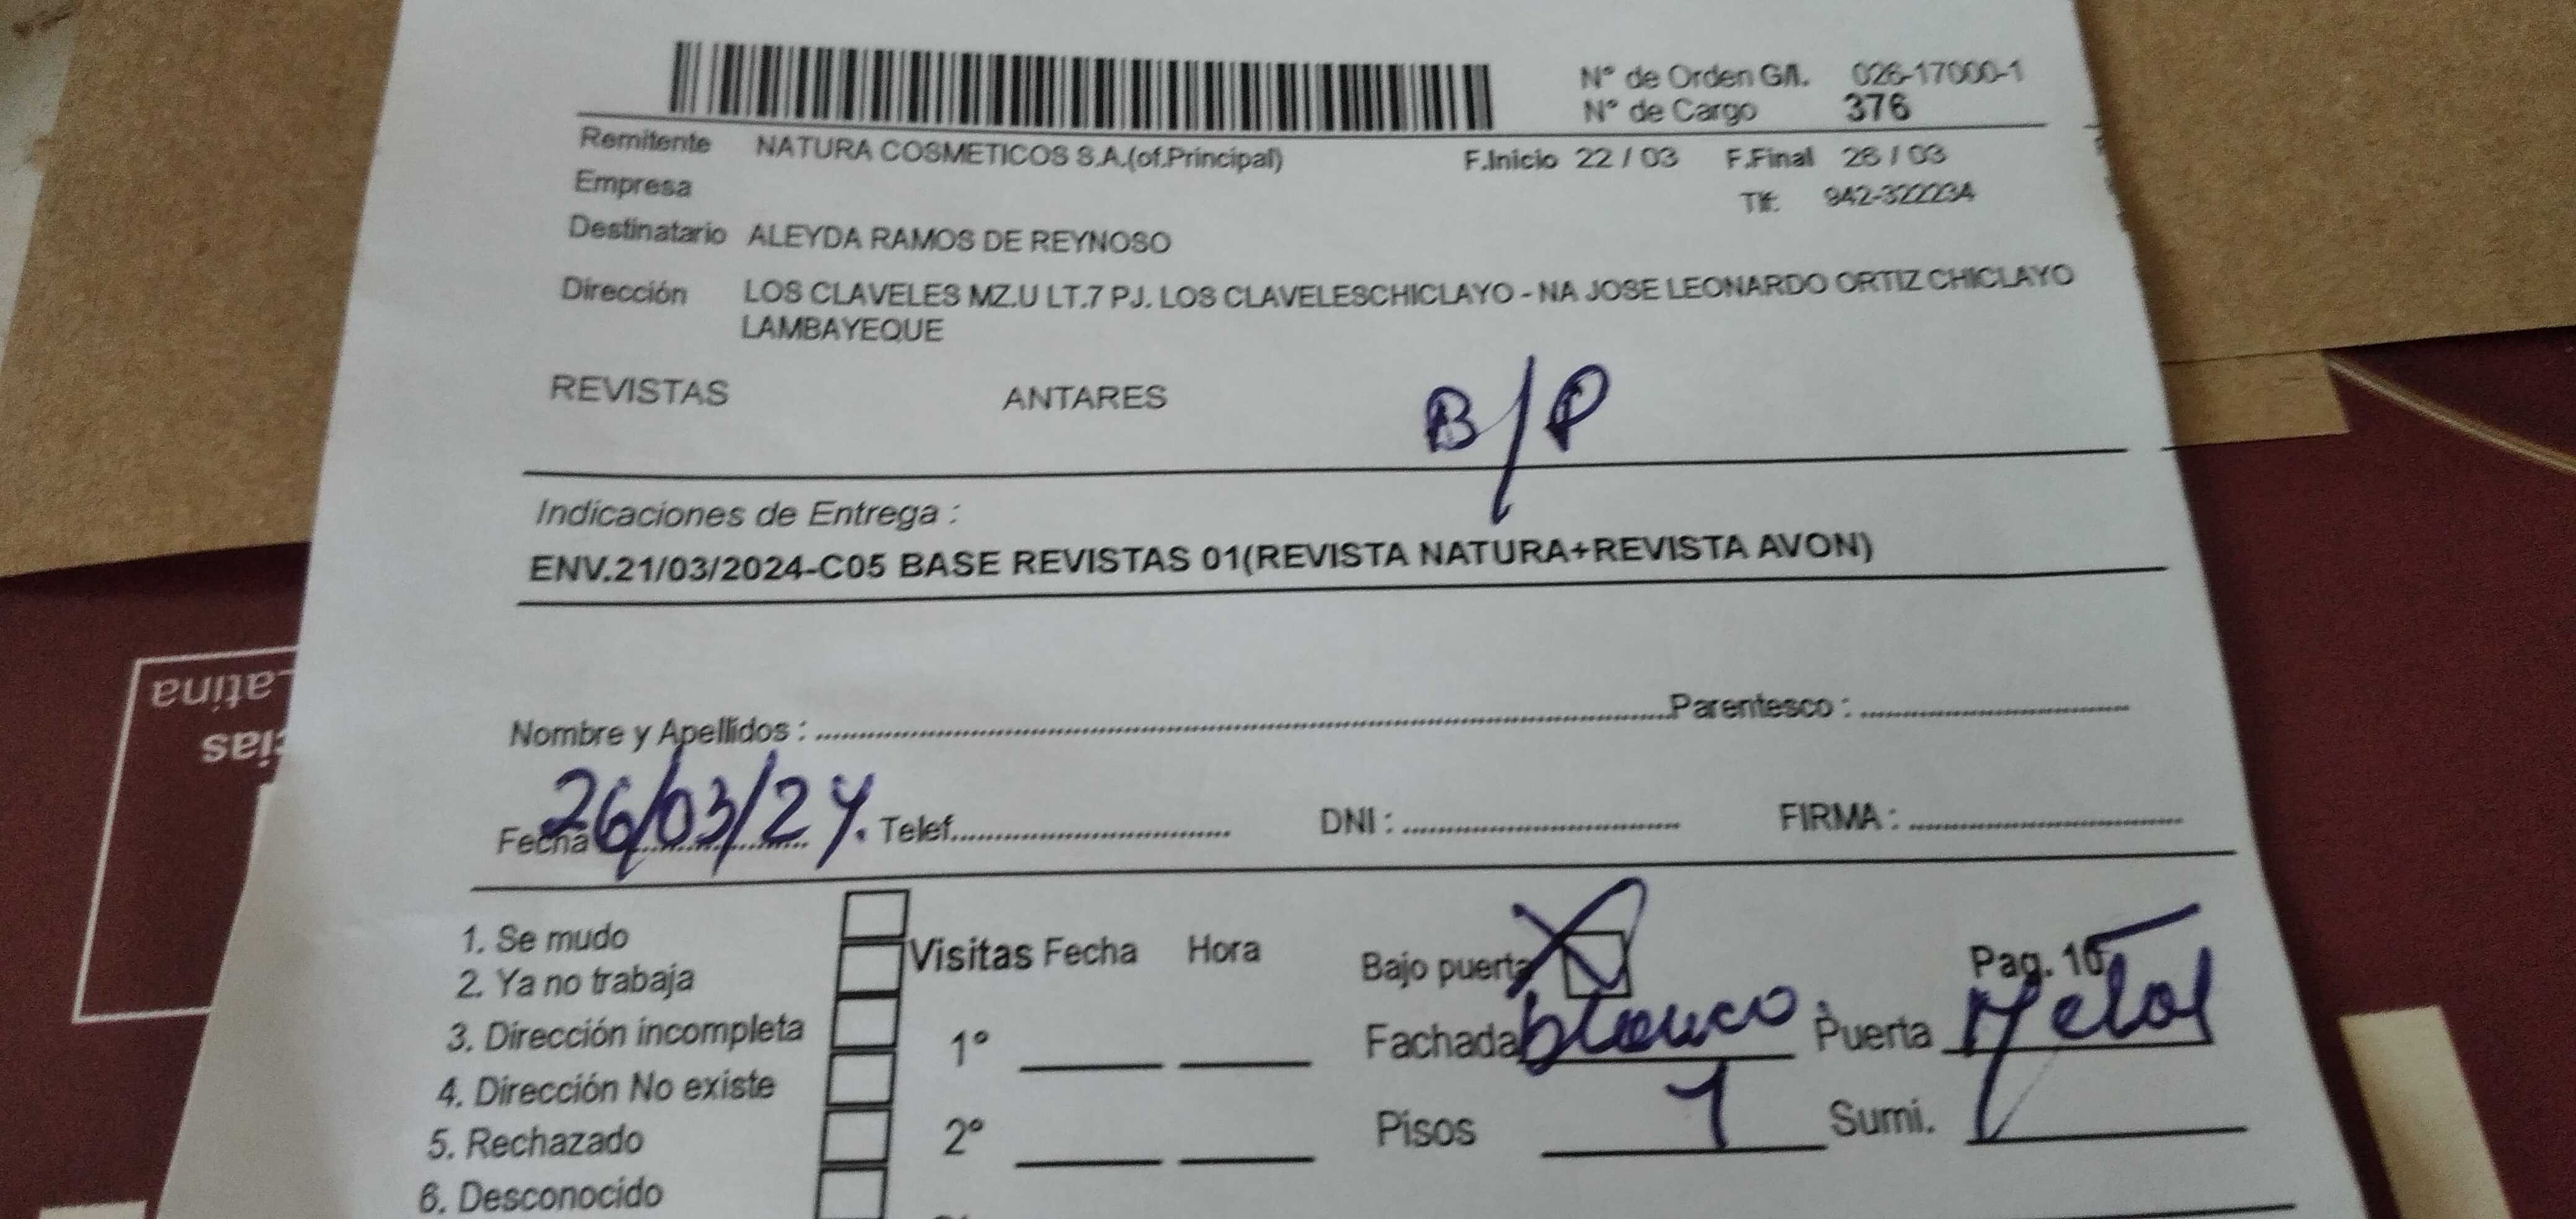 N° de Orden G/I. 026-17000-1
N° de Cargo 376
Remitente NATURA COSMETICOS S.A.(of.Principal) F.Inicio 22 / 03 F.Final 26 / 03
Empresa Tlf: 942-322234
Destinatario ALEYDA RAMOS DE REYNOSO
Dirección LOS CLAVELES MZ.U LT.7 PJ. LOS CLAVELESCHICLAYO - NA JOSE LEONARDO ORTIZ CHICLAYO
LAMBAYEQUE
REVISTAS ANTARES B/P
Indicaciones de Entrega :
ENV.21/03/2024-C05 BASE REVISTAS 01(REVISTA NATURA+REVISTA AVON)
Nombre y Apellidos : Parentesco :
Fecha 26/03/24. Telef. DNI : FIRMA :
1. Se mudo
2. Ya no trabaja
3. Dirección incompleta
4. Dirección No existe
5. Rechazado
6. Desconocido
Visitas Fecha Hora
1°
2°
Bajo puerta X Pag. 10
Fachada blanco Puerta Metal
Pisos 1 Sumi.
Latina
cias